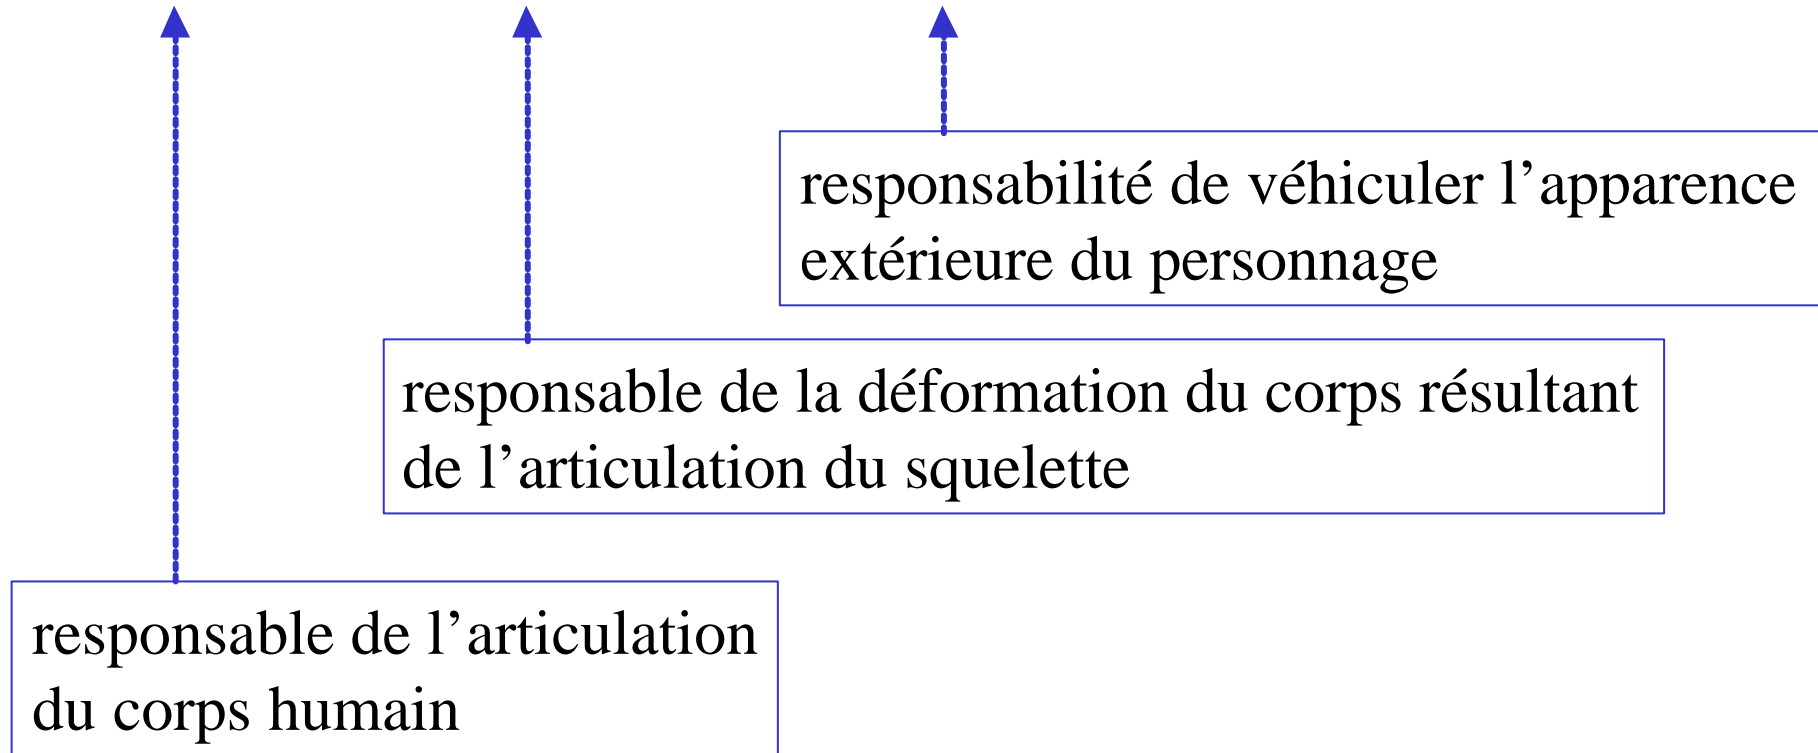 responsabilité de véhiculer l’apparence
extérieure du personnage
responsable de la déformation du corps résultant
de l’articulation du squelette
responsable de l’articulation
du corps humain